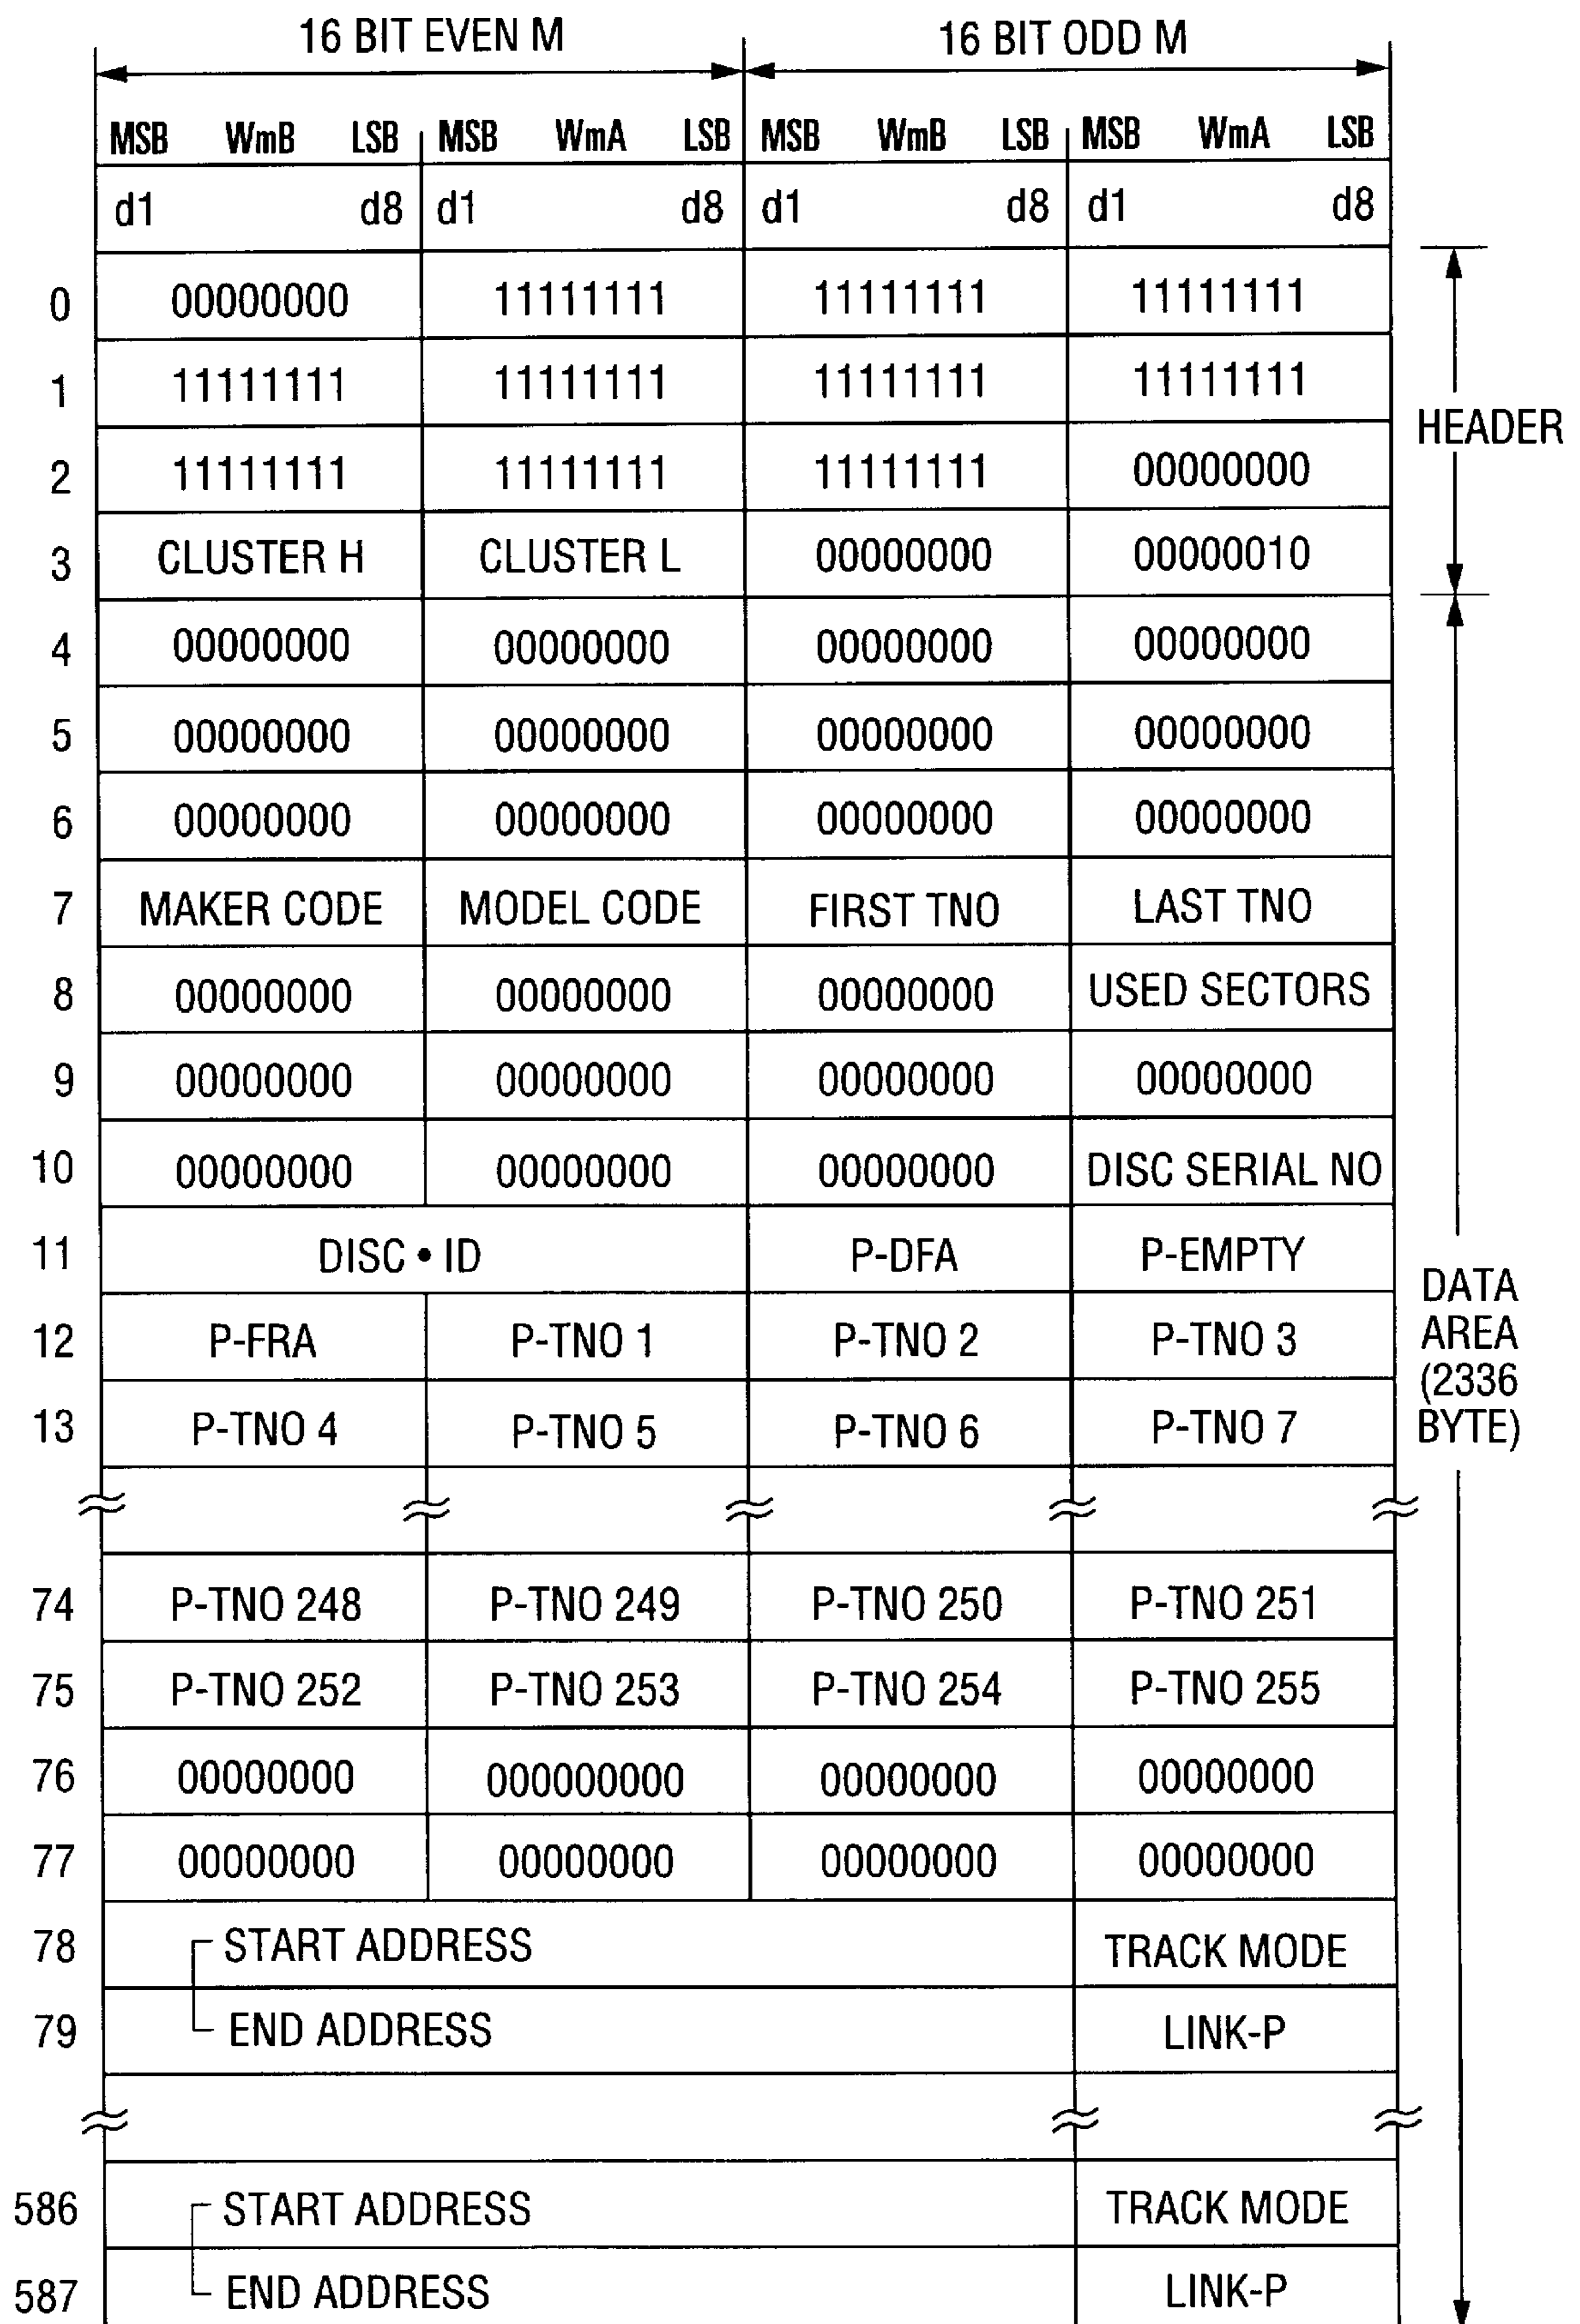 16 BIT EVEN M 16 BIT ODD M
MSB WmB LSB MSB WmA LSB MSB WmB LSB MSB WmA LSB
d1 d8 d1 d8 d1 d8 d1 d8
0 00000000 11111111 11111111 11111111
1 11111111 11111111 11111111 11111111
HEADER
2 11111111 11111111 11111111 00000000
3 CLUSTER H CLUSTER L 00000000 00000010
4 00000000 00000000 00000000 00000000
5 00000000 00000000 00000000 00000000
6 00000000 00000000 00000000 00000000
7 MAKER CODE MODEL CODE FIRST TNO LAST TNO
8 00000000 00000000 00000000 USED SECTORS
9 00000000 00000000 00000000 00000000
10 00000000 00000000 00000000 DISC SERIAL NO
11 DISC • ID P-DFA P-EMPTY
DATA
AREA
(2336
BYTE)
12 P-FRA P-TNO 1 P-TNO 2 P-TNO 3
13 P-TNO 4 P-TNO 5 P-TNO 6 P-TNO 7
74 P-TNO 248 P-TNO 249 P-TNO 250 P-TNO 251
75 P-TNO 252 P-TNO 253 P-TNO 254 P-TNO 255
76 00000000 000000000 00000000 00000000
77 00000000 00000000 00000000 00000000
78 START ADDRESS TRACK MODE
79 END ADDRESS LINK-P
586 START ADDRESS TRACK MODE
587 END ADDRESS LINK-P